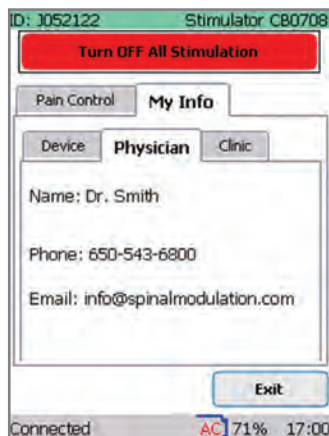 ID: J052122 Stimulator CB0708
Turn OFF All Stimulation
Pain Control My Info
Device Physician Clinic
Name: Dr. Smith
Phone: 650-543-6800
Email: info@spinalmodulation.com
Exit
Connected AC 71% 17:00